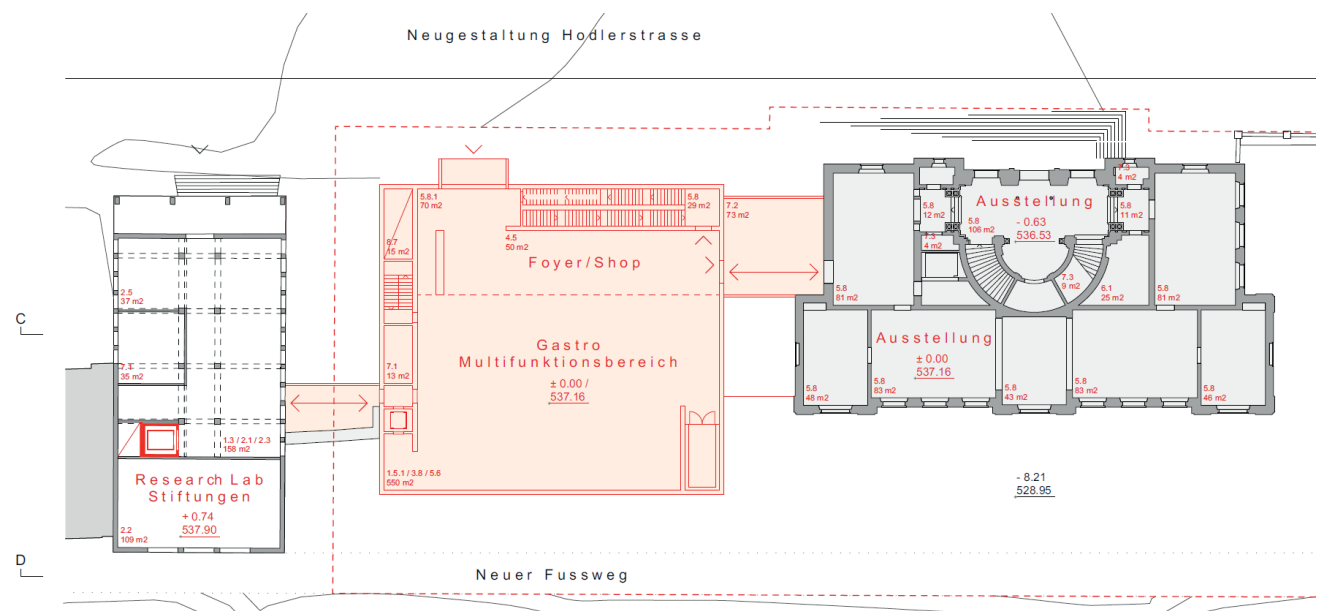 Neugestaltung Hodlerstrasse
5.8.1
70 m2
5.8
29 m2
7.2
73 m2
8.7
15 m2
4.5
50 m2
Foyer/Shop
7.3
4 m2
5.8
12 m2
Ausstellung
- 0.63
536.53
5.8
106 m2
5.8
11 m2
7.3
4 m2
7.3
9 m2
6.1
25 m2
5.8
81 m2
5.8
81 m2
2.5
37 m2
C
7.1
35 m2
Gastro
Multifunktionsbereich
± 0.00 /
537.16
7.1
13 m2
Ausstellung
± 0.00
537.16
5.8
48 m2
5.8
83 m2
5.8
43 m2
5.8
83 m2
5.8
46 m2
1.3 / 2.1 / 2.3
158 m2
Research Lab
Stiftungen
+ 0.74
537.90
2.2
109 m2
1.5.1 / 3.8 / 5.6
550 m2
- 8.21
528.95
D
Neuer Fussweg